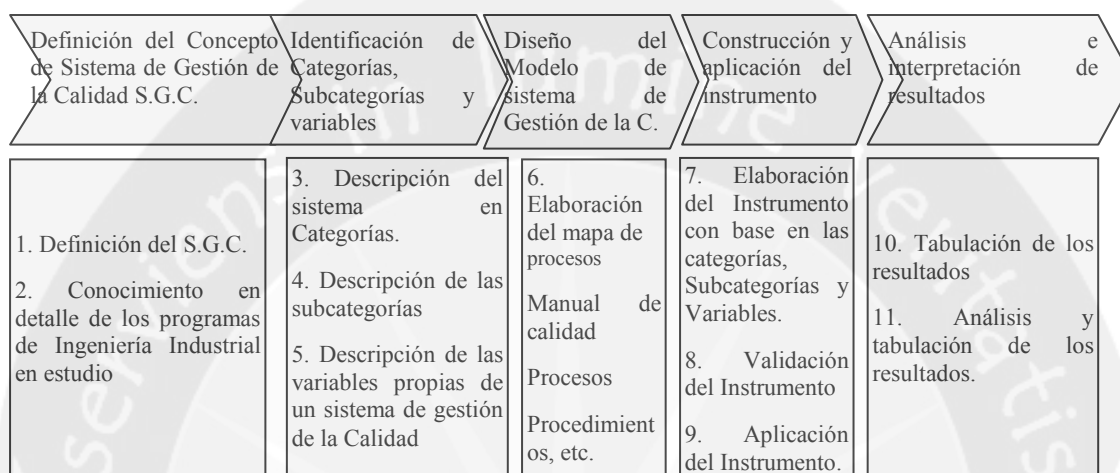 Definición del Concepto
de Sistema de Gestión de
la Calidad S.G.C.
Identificación de
Categorías,
Subcategorías y
variables
Diseño del
Modelo de
sistema de
Gestión de la C.
Construcción y
aplicación del
instrumento
Análisis e
interpretación de
resultados
1. Definición del S.G.C.
2. Conocimiento en
detalle de los programas
de Ingeniería Industrial
en estudio
3. Descripción del
sistema en
Categorías.
4. Descripción de las
subcategorías
5. Descripción de las
variables propias de
un sistema de gestión
de la Calidad
6.
Elaboración
del mapa de
procesos
Manual de
calidad
Procesos
Procedimient
os, etc.
7. Elaboración
del Instrumento
con base en las
categorías,
Subcategorías y
Variables.
8. Validación
del Instrumento
9. Aplicación
del Instrumento.
10. Tabulación de los
resultados
11. Análisis y
tabulación de los
resultados.
serviens in lumine veritatis